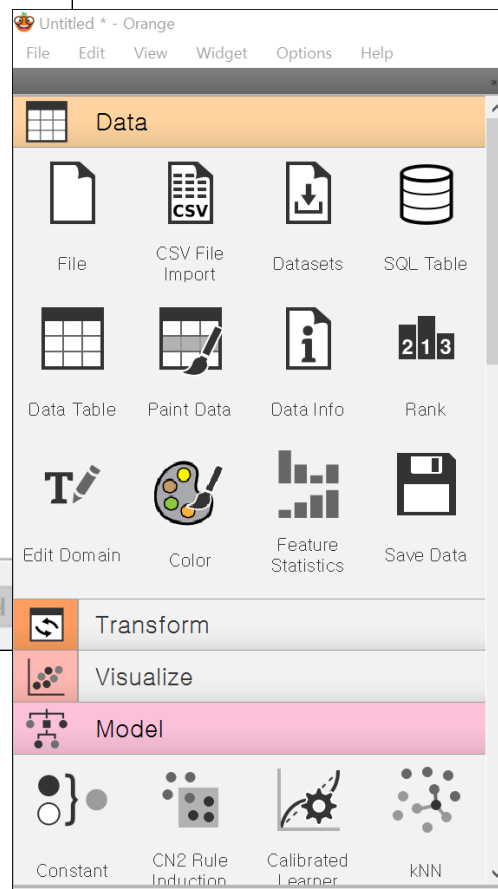 Untitled * - Orange
File Edit View Widget Options Help
Data
CSV
File
CSV File
Import
Datasets
SQL Table
2 1 3
Data Table
Paint Data
Data Info
Rank
T
Edit Domain
Color
Feature
Statistics
Save Data
Transform
Visualize
Model
Constant
CN2 Rule
Induction
Calibrated
Learner
kNN